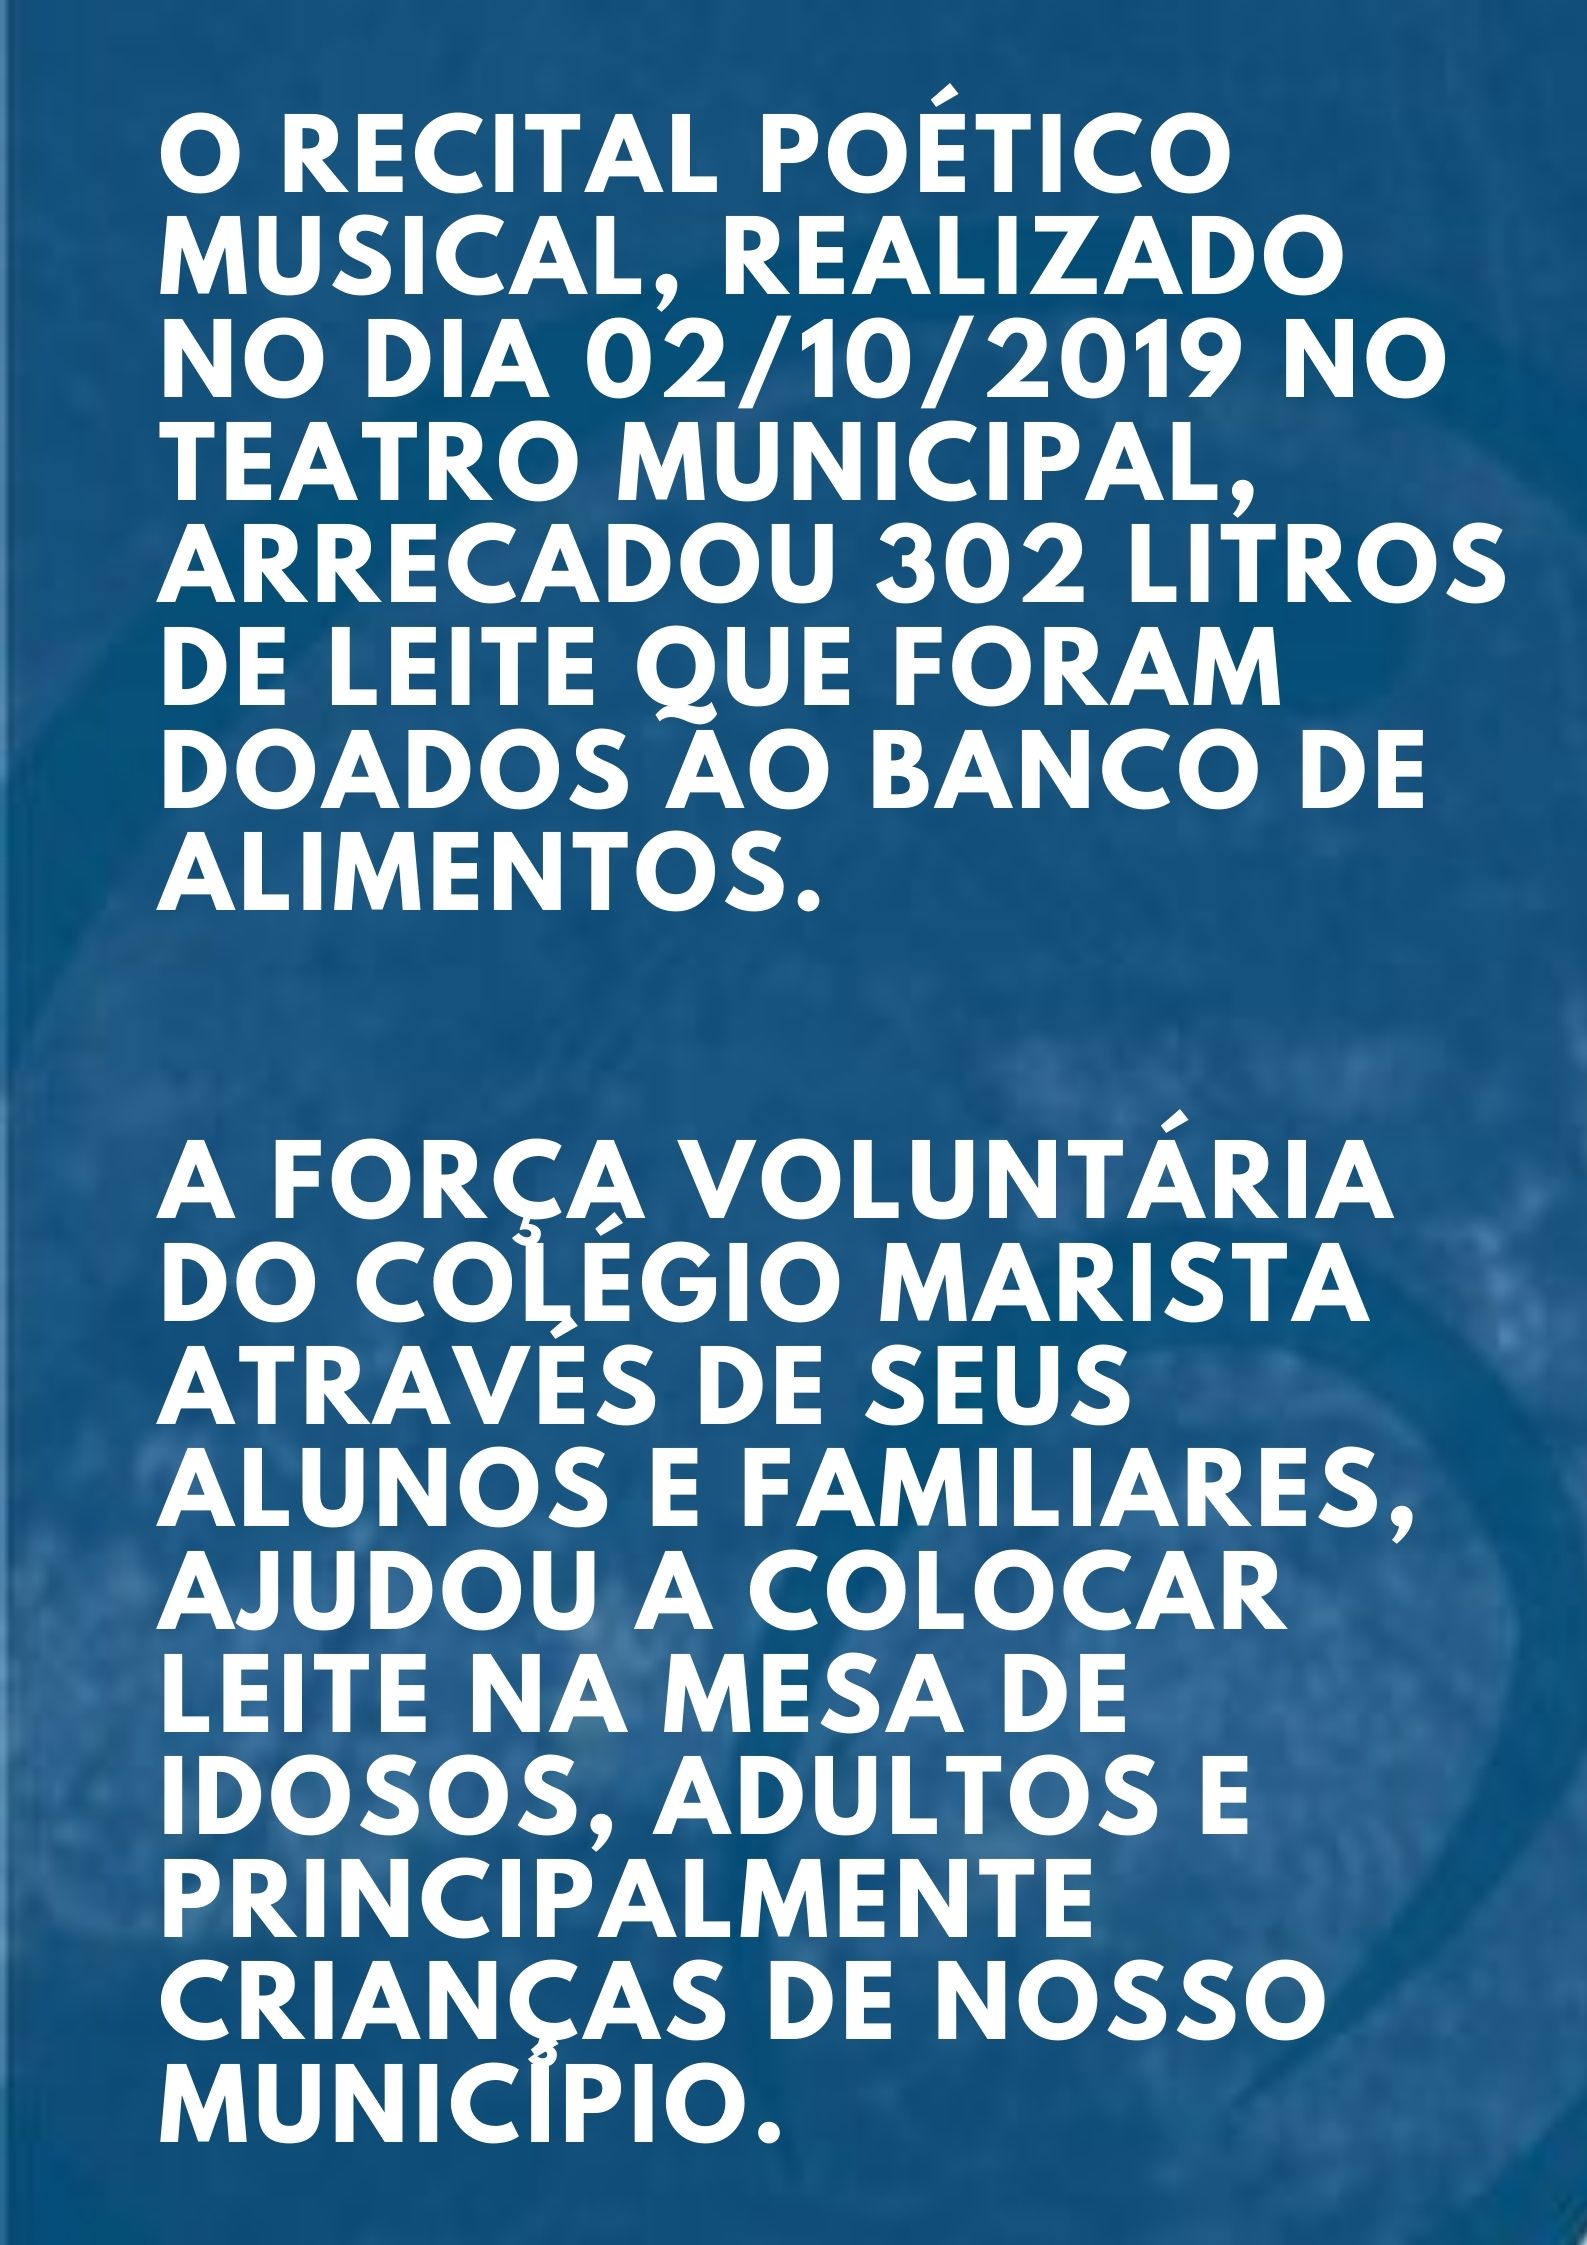 O RECITAL POÉTICO
MUSICAL, REALIZADO
NO DIA 02/10/2019 NO
TEATRO MUNICIPAL,
ARRECADOU 302 LITROS
DE LEITE QUE FORAM
DOADOS AO BANCO DE
ALIMENTOS.
A FORÇA VOLUNTÁRIA
DO COLÉGIO MARISTA
ATRAVÉS DE SEUS
ALUNOS E FAMILIARES,
AJUDOU A COLOCAR
LEITE NA MESA DE
IDOSOS, ADULTOS E
PRINCIPALMENTE
CRIANÇAS DE NOSSO
MUNICÍPIO.